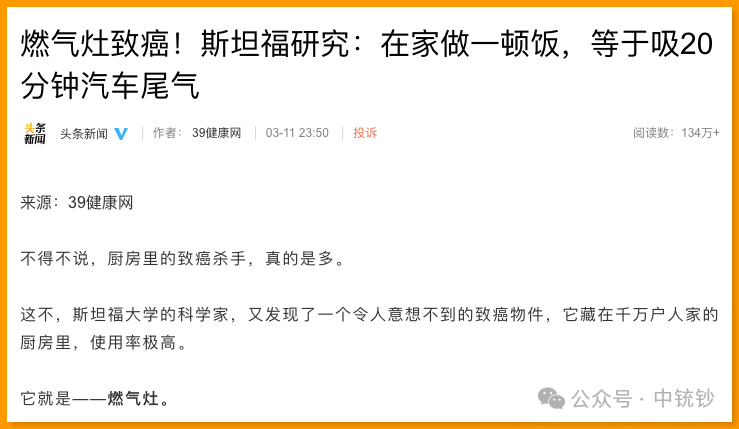 燃气灶致癌！斯坦福研究：在家做一顿饭，等于吸20
分钟汽车尾气
头条
新闻
头条新闻 作者： 39健康网 03-11 23:50 投诉 阅读数：134万+
来源：39健康网
不得不说，厨房里的致癌杀手，真的是多。
这不，斯坦福大学的科学家，又发现了一个令人意想不到的致癌物件，它藏在千万户人家的
厨房里，使用率极高。
它就是——燃气灶。
公众号 · 中铳钞